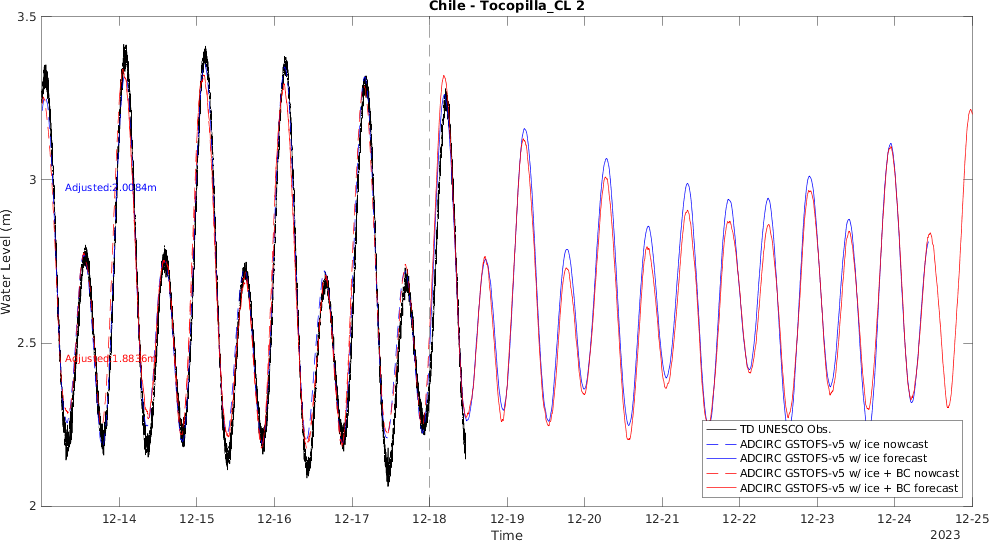 Chile - Tocopilla_CL 2
3.5
3
2.5
2
Water Level (m)
Adjusted:2.0084m
Adjusted:1.8836m
TD UNESCO Obs.
ADCIRC GSTOFS-v5 w/ ice nowcast
ADCIRC GSTOFS-v5 w/ ice forecast
ADCIRC GSTOFS-v5 w/ ice + BC nowcast
ADCIRC GSTOFS-v5 w/ ice + BC forecast
12-14 12-15 12-16 12-17 12-18 12-19 12-20 12-21 12-22 12-23 12-24 12-25
Time
2023